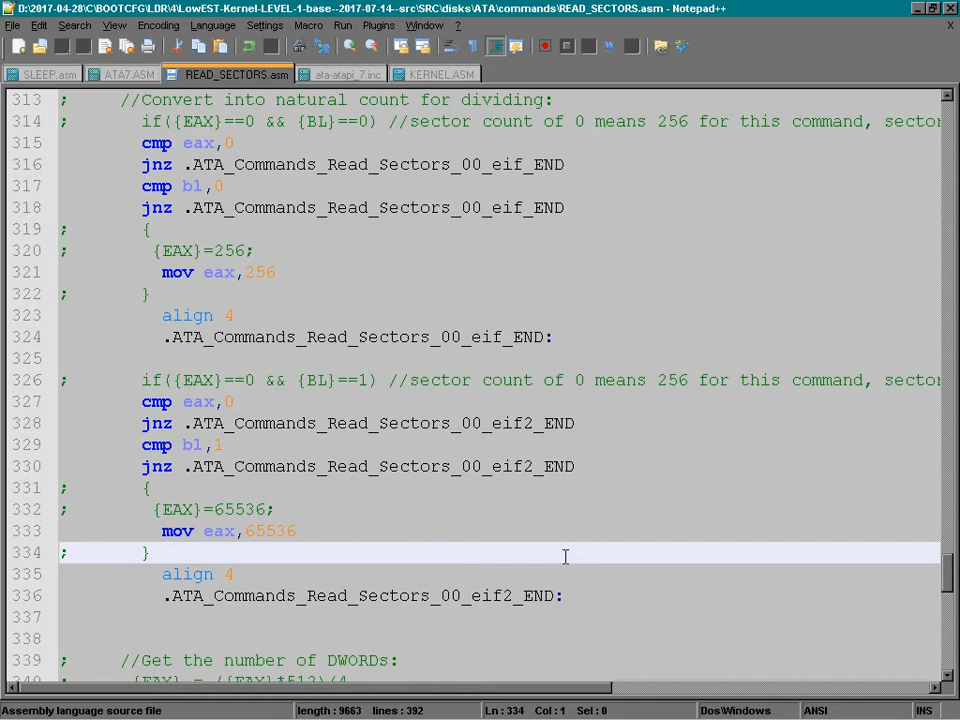 D:\2017-04-28\C\BOOTCFG\LDR\4\LowEST-Kernel-LEVEL-1-base--2017-07-14--src\SRC\disks\ATA\commands\READ_SECTORS.asm - Notepad++
File Edit Search View Encoding Language Settings Macro Run Plugins Window ? X
SLEEP.asm ATA7.ASM READ_SECTORS.asm ata-atapi_7.inc KERNEL.ASM
313 ; //Convert into natural count for dividing:
314 ; if({EAX}==0 && {BL}==0) //sector count of 0 means 256 for this command, sector
315 cmp eax,0
316 jnz .ATA_Commands_Read_Sectors_00_eif_END
317 cmp bl,0
318 jnz .ATA_Commands_Read_Sectors_00_eif_END
319 ; {
320 ; {EAX}=256;
321 mov eax,256
322 ; }
323 align 4
324 .ATA_Commands_Read_Sectors_00_eif_END:
325
326 ; if({EAX}==0 && {BL}==1) //sector count of 0 means 256 for this command, sector
327 cmp eax,0
328 jnz .ATA_Commands_Read_Sectors_00_eif2_END
329 cmp bl,1
330 jnz .ATA_Commands_Read_Sectors_00_eif2_END
331 ; {
332 ; {EAX}=65536;
333 mov eax,65536
334 ; }
335 align 4
336 .ATA_Commands_Read_Sectors_00_eif2_END:
337
338
339 ; //Get the number of DWORDs:
340 ; {EAX} = ({EAX}*512)/4
Assembly language source file length : 9663 lines : 392 Ln : 334 Col : 1 Sel : 0 Dos\Windows ANSI INS